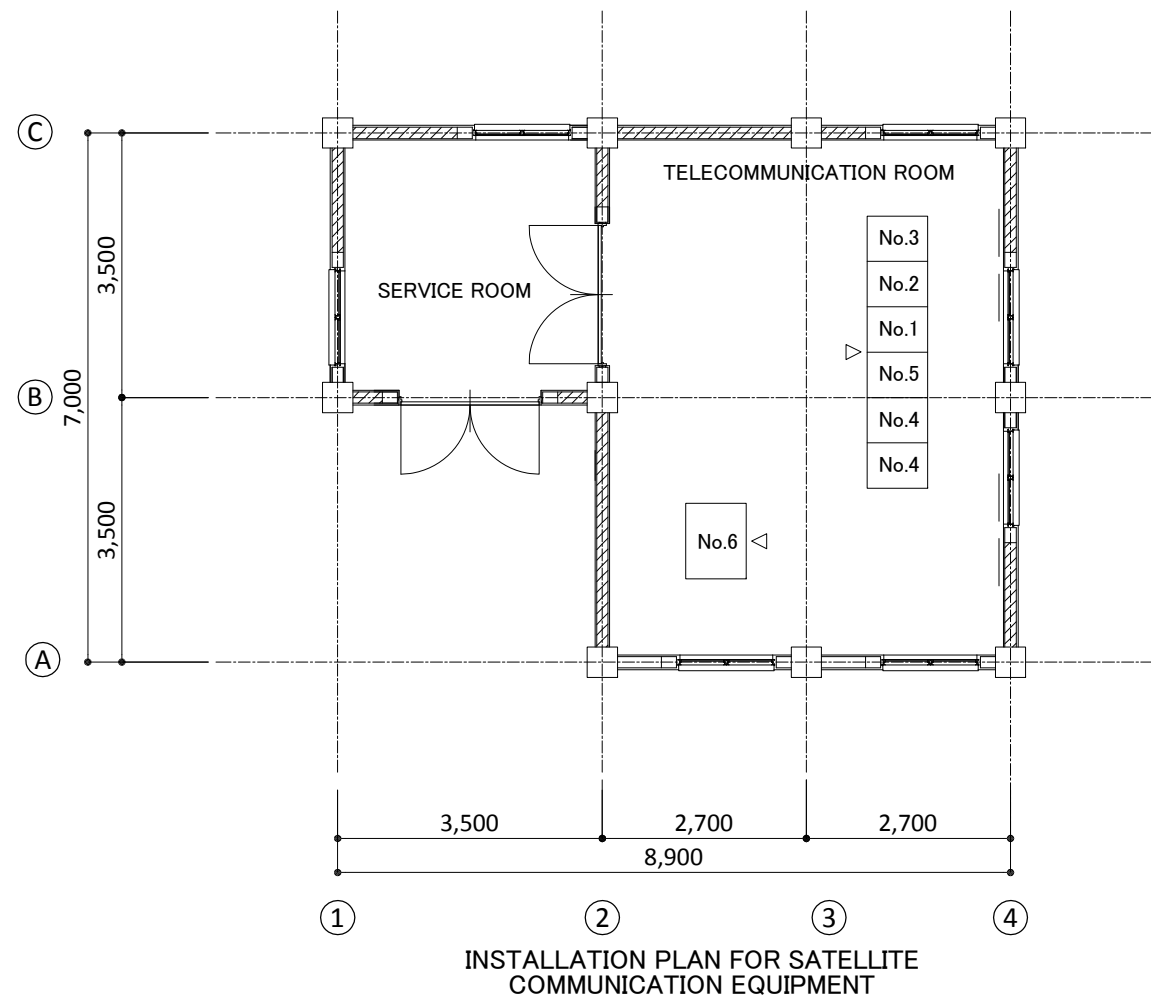 C
TELECOMMUNICATION ROOM
No.3
3,500
No.2
SERVICE ROOM
No.1
No.5
B
7,000
No.4
No.4
3,500
No.6
A
3,500
2,700
2,700
8,900
1
2
3
4
INSTALLATION PLAN FOR SATELLITE
COMMUNICATION EQUIPMENT